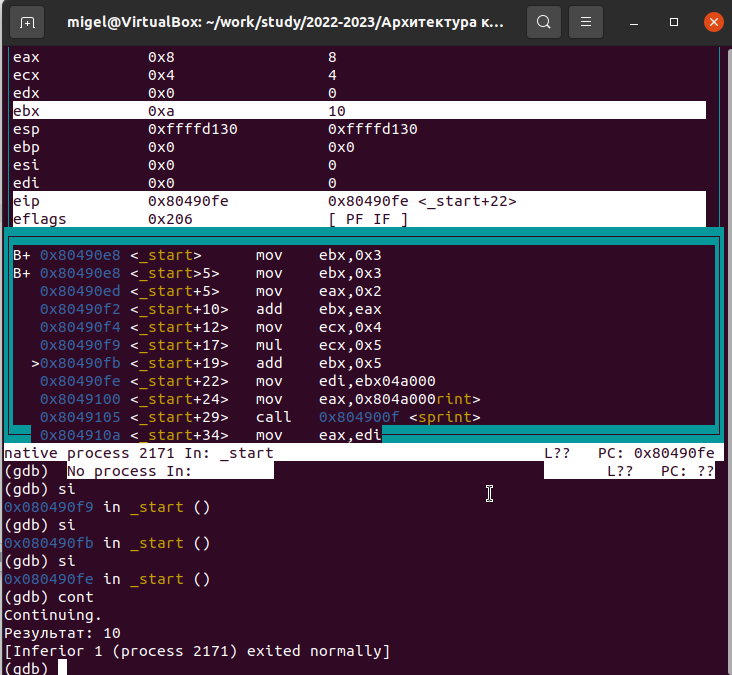 migel@VirtualBox: ~/work/study/2022-2023/Архитектура к...
eax 0x8 8
ecx 0x4 4
edx 0x0 0
ebx 0xa 10
esp 0xffffd130 0xffffd130
ebp 0x0 0x0
esi 0x0 0
edi 0x0 0
eip 0x80490fe 0x80490fe <_start+22>
eflags 0x206 [ PF IF ]
B+ 0x80490e8 <_start> mov ebx,0x3
B+ 0x80490e8 <_start>5> mov ebx,0x3
0x80490ed <_start+5> mov eax,0x2
0x80490f2 <_start+10> add ebx,eax
0x80490f4 <_start+12> mov ecx,0x4
0x80490f9 <_start+17> mul ecx,0x5
>0x80490fb <_start+19> add ebx,0x5
0x80490fe <_start+22> mov edi,ebx04a000
0x8049100 <_start+24> mov eax,0x804a000rint>
0x8049105 <_start+29> call 0x804900f <sprint>
0x804910a <_start+34> mov eax,edi
native process 2171 In: _start L?? PC: 0x80490fe
(gdb) No process In: L?? PC: ??
(gdb) si
0x080490f9 in _start ()
(gdb) si
0x080490fb in _start ()
(gdb) si
0x080490fe in _start ()
(gdb) cont
Continuing.
Результат: 10
[Inferior 1 (process 2171) exited normally]
(gdb)